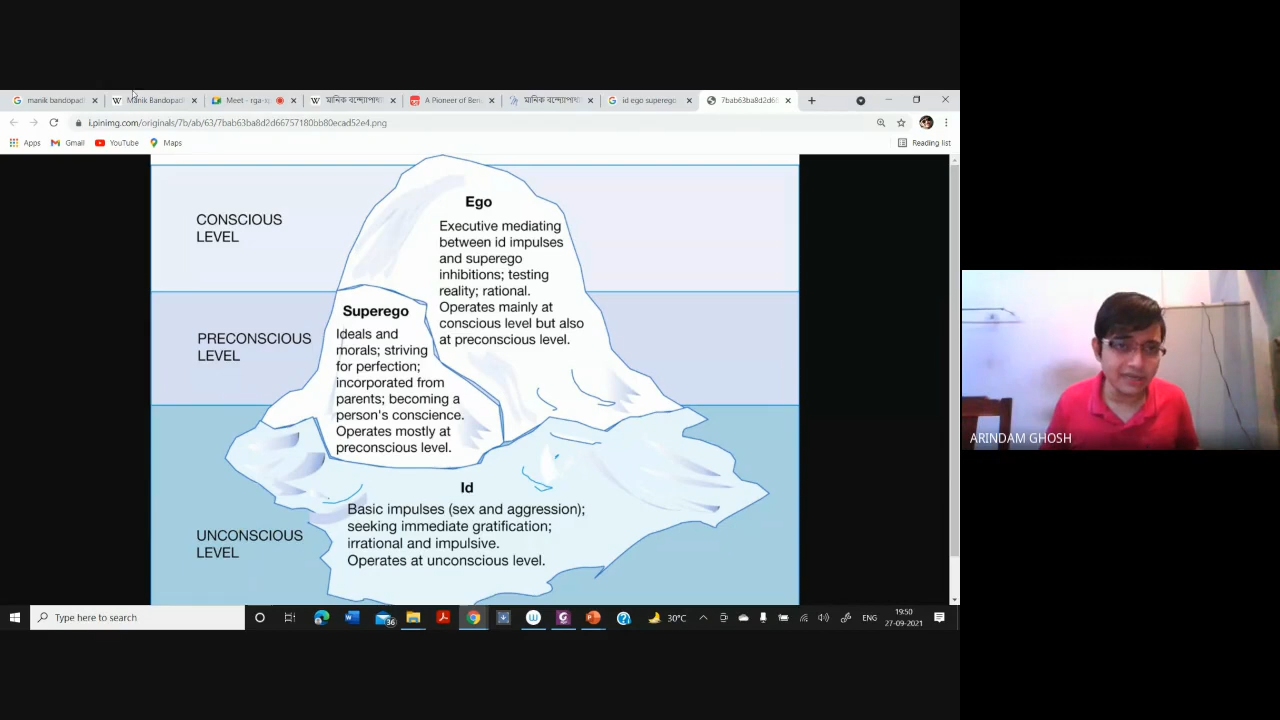 manik bandopad
Manik Bandopad
Meet - rga-x
মানিক বন্দ্যোপাধ
A Pioneer of Ben
মানিক বন্দ্যোপাধ
id ego superego
7bab63ba8d2d6
i.pinimg.com/originals/7b/ab/63/7bab63ba8d2d66757180bb80ecad52e4.png
Apps Gmail YouTube Maps Reading list
CONSCIOUS
LEVEL
Ego
Executive mediating
between id impulses
and superego
inhibitions; testing
reality; rational.
Operates mainly at
conscious level but also
at preconscious level.
PRECONSCIOUS
LEVEL
Superego
Ideals and
morals; striving
for perfection;
incorporated from
parents; becoming a
person's conscience.
Operates mostly at
preconscious level.
UNCONSCIOUS
LEVEL
Id
Basic impulses (sex and aggression);
seeking immediate gratification;
irrational and impulsive.
Operates at unconscious level.
ARINDAM GHOSH
Type here to search
36
30°C
ENG
19:50
27-09-2021